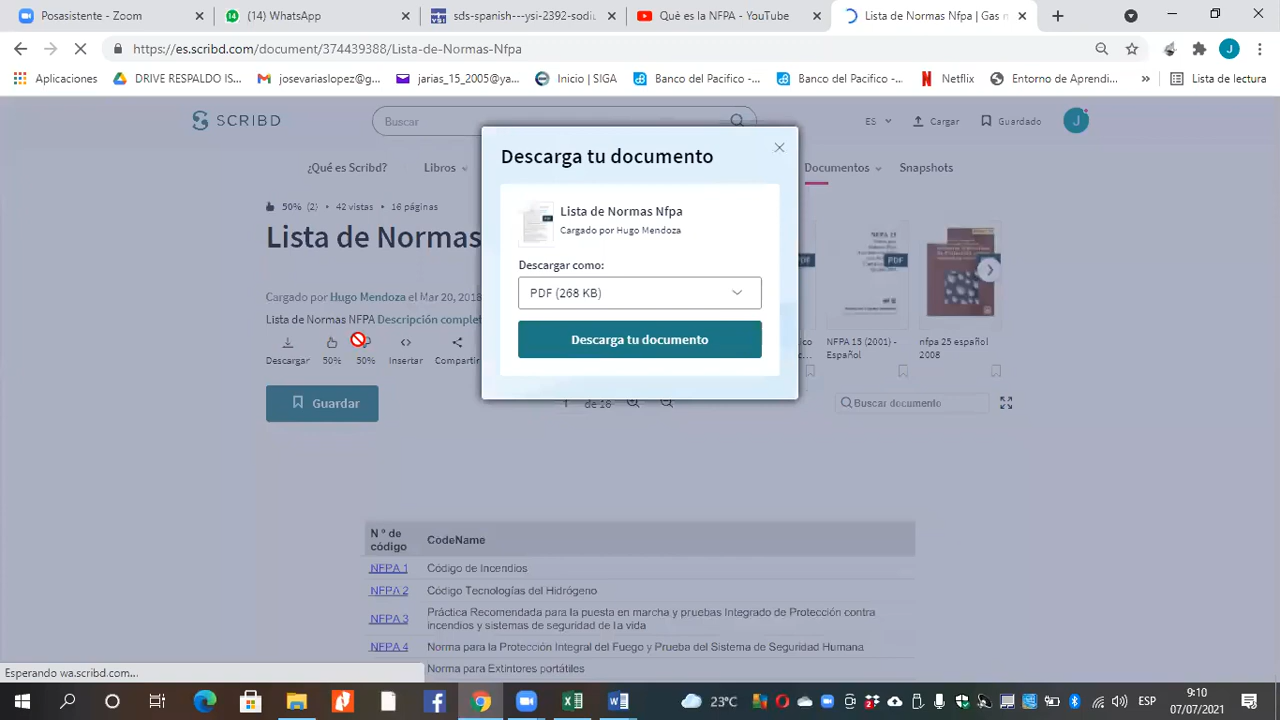 Posasistente - Zoom
(14) WhatsApp
sds-spanish---ysi-2392-sodiu
Què es la NFPA - YouTube
Lista de Normas Nfpa | Gas n
https://es.scribd.com/document/374439388/Lista-de-Normas-Nfpa
Aplicaciones
DRIVE RESPALDO IS...
josevariaslopez@g...
jarias_15_2005@ya...
Inicio | SIGA
Banco del Pacifico -...
Banco del Pacifico -...
Netflix
Entorno de Aprendi...
Lista de lectura
SCRIBD
Buscar
ES
Cargar
Guardado
J
¿Qué es Scribd?
Libros
Documentos
Snapshots
50% (2) • 42 vistas • 16 páginas
Lista de Normas
Cargado por Hugo Mendoza el Mar 20, 2018
Lista de Normas NFPA Descripción complet
Descargar
50%
50%
Insertar
Compartir
Guardar
Descarga tu documento
Lista de Normas Nfpa
Cargado por Hugo Mendoza
Descargar como:
PDF (268 KB)
Descarga tu documento
NFPA 15 (2001) - Español
nfpa 25 español 2008
1 de 18
Buscar documento
N º de código
CodeName
NFPA 1 Código de Incendios
NFPA 2 Código Tecnologías del Hidrógeno
NFPA 3 Práctica Recomendada para la puesta en marcha y pruebas Integrado de Protección contra
incendios y sistemas de seguridad de la vida
NFPA 4 Norma para la Protección Integral del Fuego y Prueba del Sistema de Seguridad Humana
Norma para Extintores portátiles
Esperando wa.scribd.com...
23°C
ESP
9:10
07/07/2021